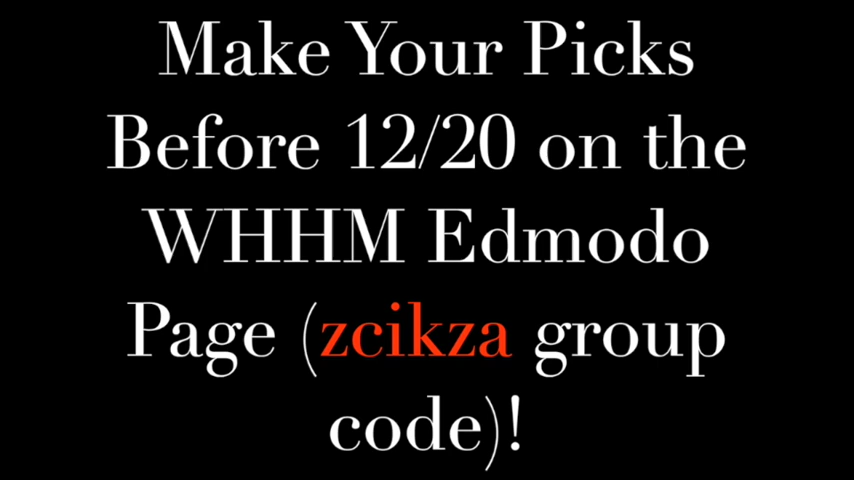 Make Your Picks
Before 12/20 on the
WHHM Edmodo
Page (zcikza group
code)!